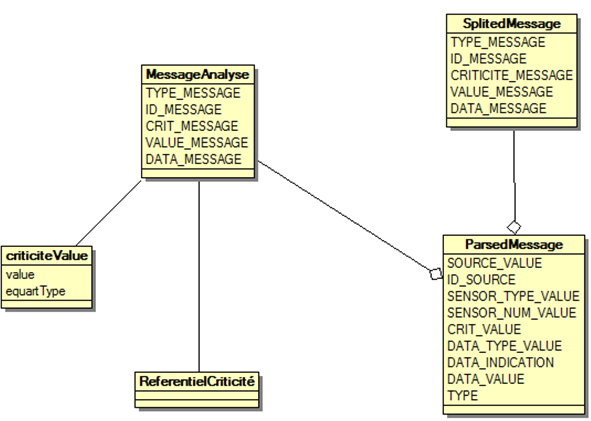 SplitedMessage
TYPE_MESSAGE
ID_MESSAGE
CRITICITE_MESSAGE
VALUE_MESSAGE
DATA_MESSAGE
MessageAnalyse
TYPE_MESSAGE
ID_MESSAGE
CRIT_MESSAGE
VALUE_MESSAGE
DATA_MESSAGE
criticiteValue
value
equartType
ParsedMessage
SOURCE_VALUE
ID_SOURCE
SENSOR_TYPE_VALUE
SENSOR_NUM_VALUE
CRIT_VALUE
DATA_TYPE_VALUE
DATA_INDICATION
DATA_VALUE
TYPE
ReferentielCriticité